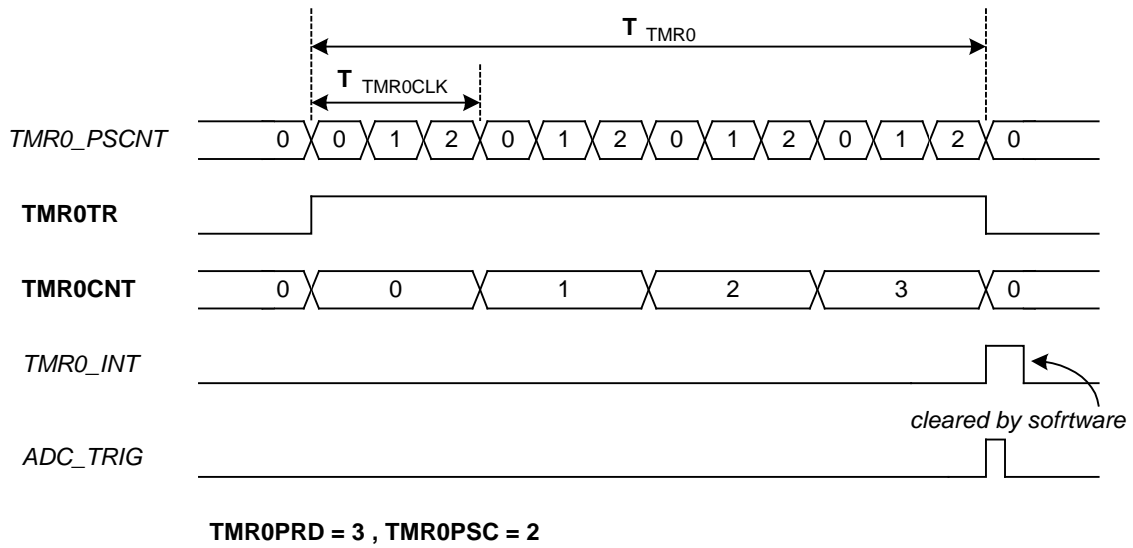 T TMR0
T TMR0CLK
TMR0_PSCNT 0 0 1 2 0 1 2 0 1 2 0 1 2 0
TMR0TR
TMR0CNT 0 0 1 2 3 0
TMR0_INT
cleared by sofrtware
ADC_TRIG
TMR0PRD = 3 , TMR0PSC = 2